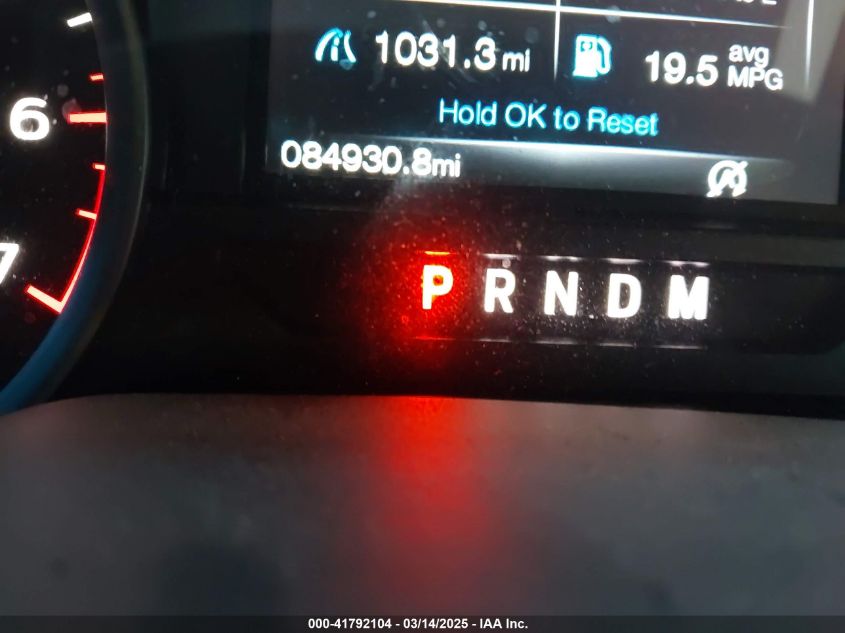 1031.3 mi
19.5 avg MPG
Hold OK to Reset
084930.8mi
6
7
P R N D M
000-41792104 - 03/14/2025 - IAA Inc.